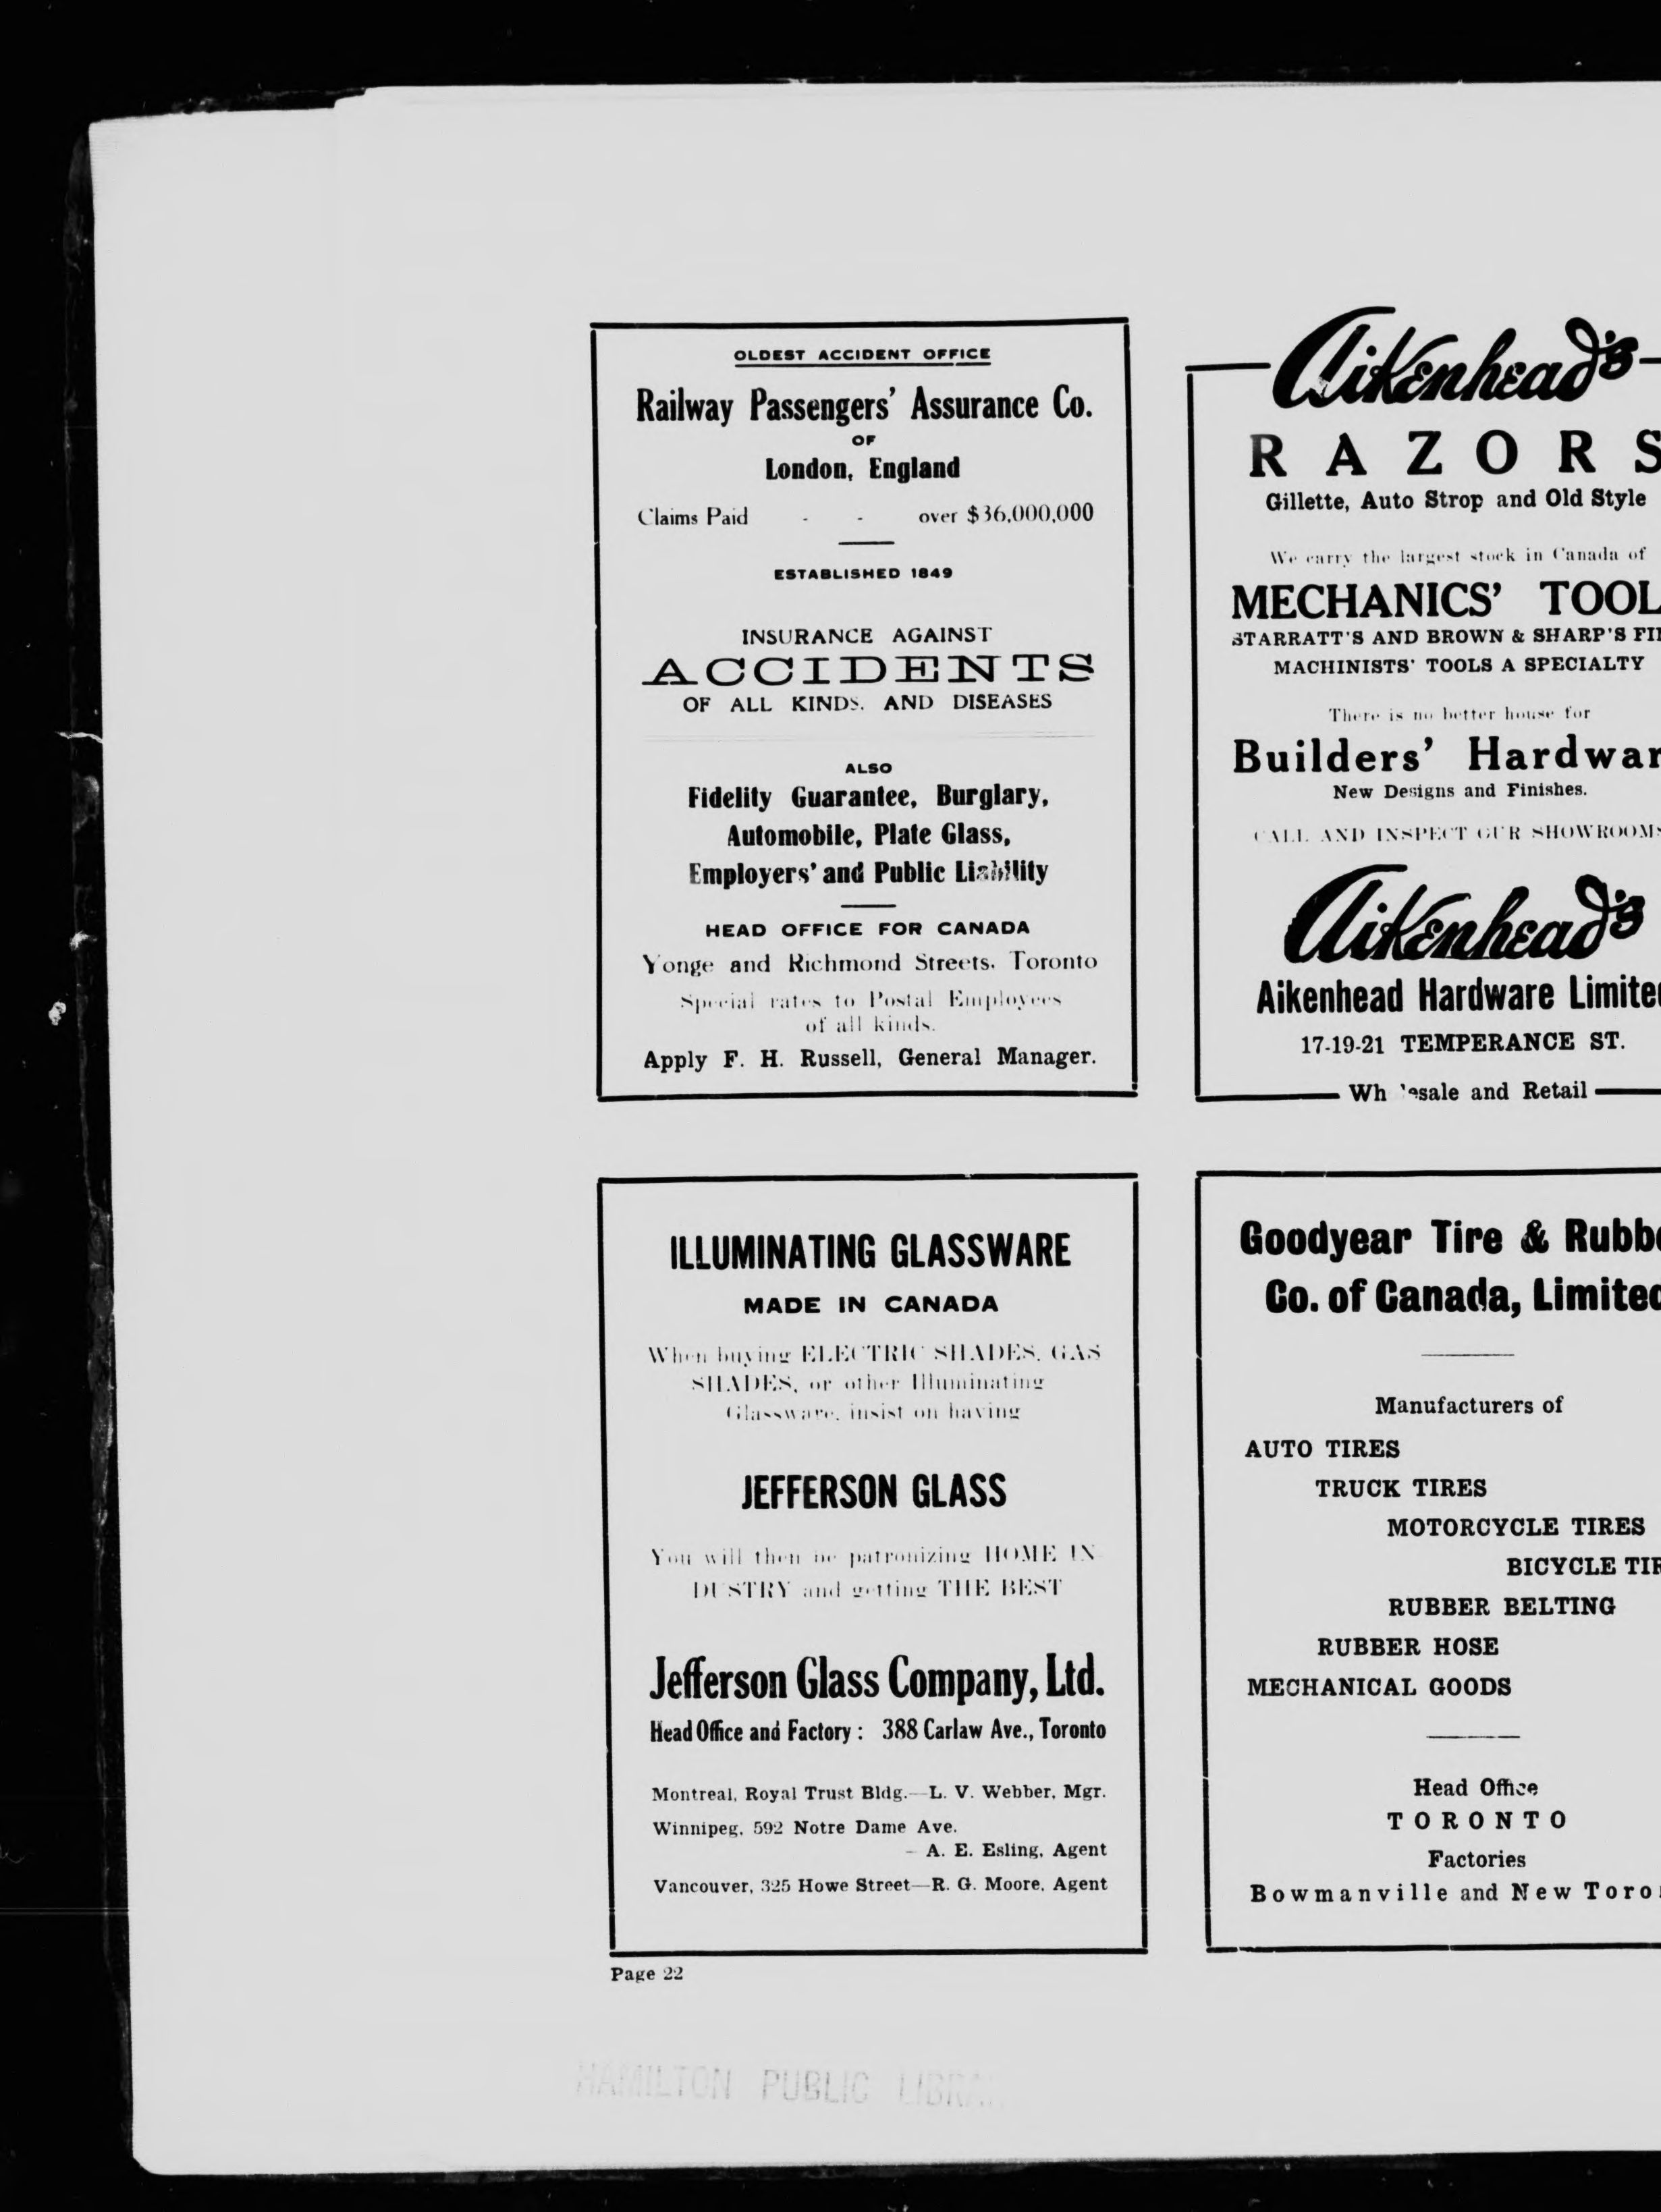 OLDEST ACCIDENT OFFICE
Railway Passengers' Assurance Co.
OF
London, England
Claims Paid - - over $36,000,000
ESTABLISHED 1849
INSURANCE AGAINST
ACCIDENTS
OF ALL KINDS, AND DISEASES
ALSO
Fidelity Guarantee, Burglary,
Automobile, Plate Glass,
Employers' and Public Liability
HEAD OFFICE FOR CANADA
Yonge and Richmond Streets, Toronto
Special rates to Postal Employees
of all kinds.
Apply F. H. Russell, General Manager.
Aikenhead's
RAZORS
Gillette, Auto Strop and Old Style
We carry the largest stock in Canada of
MECHANICS' TOOL
STARRATT'S AND BROWN & SHARP'S FI
MACHINISTS' TOOLS A SPECIALTY
There is no better house for
Builders' Hardwar
New Designs and Finishes.
CALL AND INSPECT OUR SHOWROOMS
Aikenhead's
Aikenhead Hardware Limited
17-19-21 TEMPERANCE ST.
Wholesale and Retail
ILLUMINATING GLASSWARE
MADE IN CANADA
When buying ELECTRIC SHADES, GAS
SHADES, or other Illuminating
Glassware, insist on having
JEFFERSON GLASS
You will then be patronizing HOME IN-
DUSTRY and getting THE BEST
Jefferson Glass Company, Ltd.
Head Office and Factory : 388 Carlaw Ave., Toronto
Montreal, Royal Trust Bldg.—L. V. Webber, Mgr.
Winnipeg, 592 Notre Dame Ave.
– A. E. Esling, Agent
Vancouver, 325 Howe Street—R. G. Moore, Agent
Goodyear Tire & Rubbe
Co. of Canada, Limited
Manufacturers of
AUTO TIRES
TRUCK TIRES
MOTORCYCLE TIRES
BICYCLE TIR
RUBBER BELTING
RUBBER HOSE
MECHANICAL GOODS
Head Office
TORONTO
Factories
Bowmanville and New Toro
Page 22
HAMILTON PUBLIC LIBRA